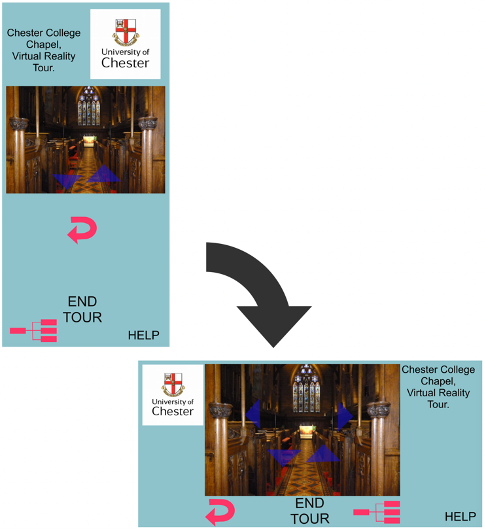 Chester College
Chapel,
Virtual Reality
Tour.
University of
Chester
END
TOUR
HELP
University of
Chester
Chester College
Chapel,
Virtual Reality
Tour.
END
TOUR
HELP